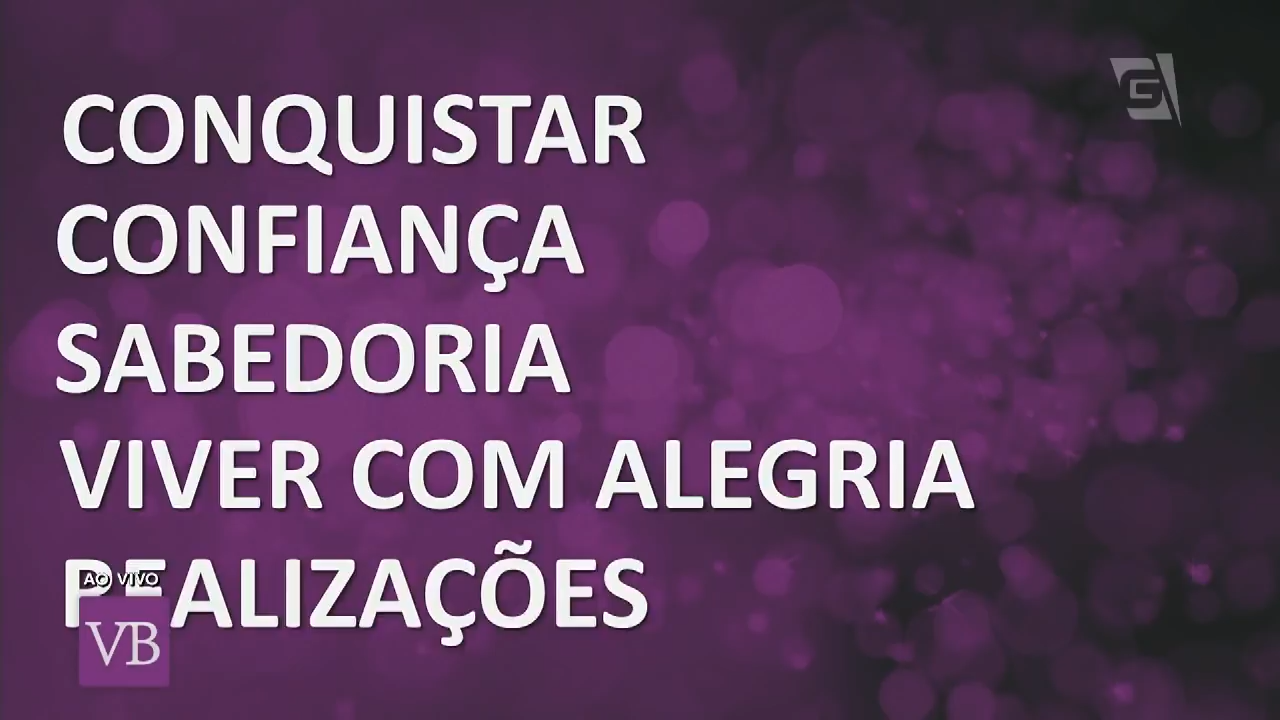 CONQUISTAR
CONFIANÇA
SABEDORIA
VIVER COM ALEGRIA
REALIZAÇÕES
AO VIVO
VB
G